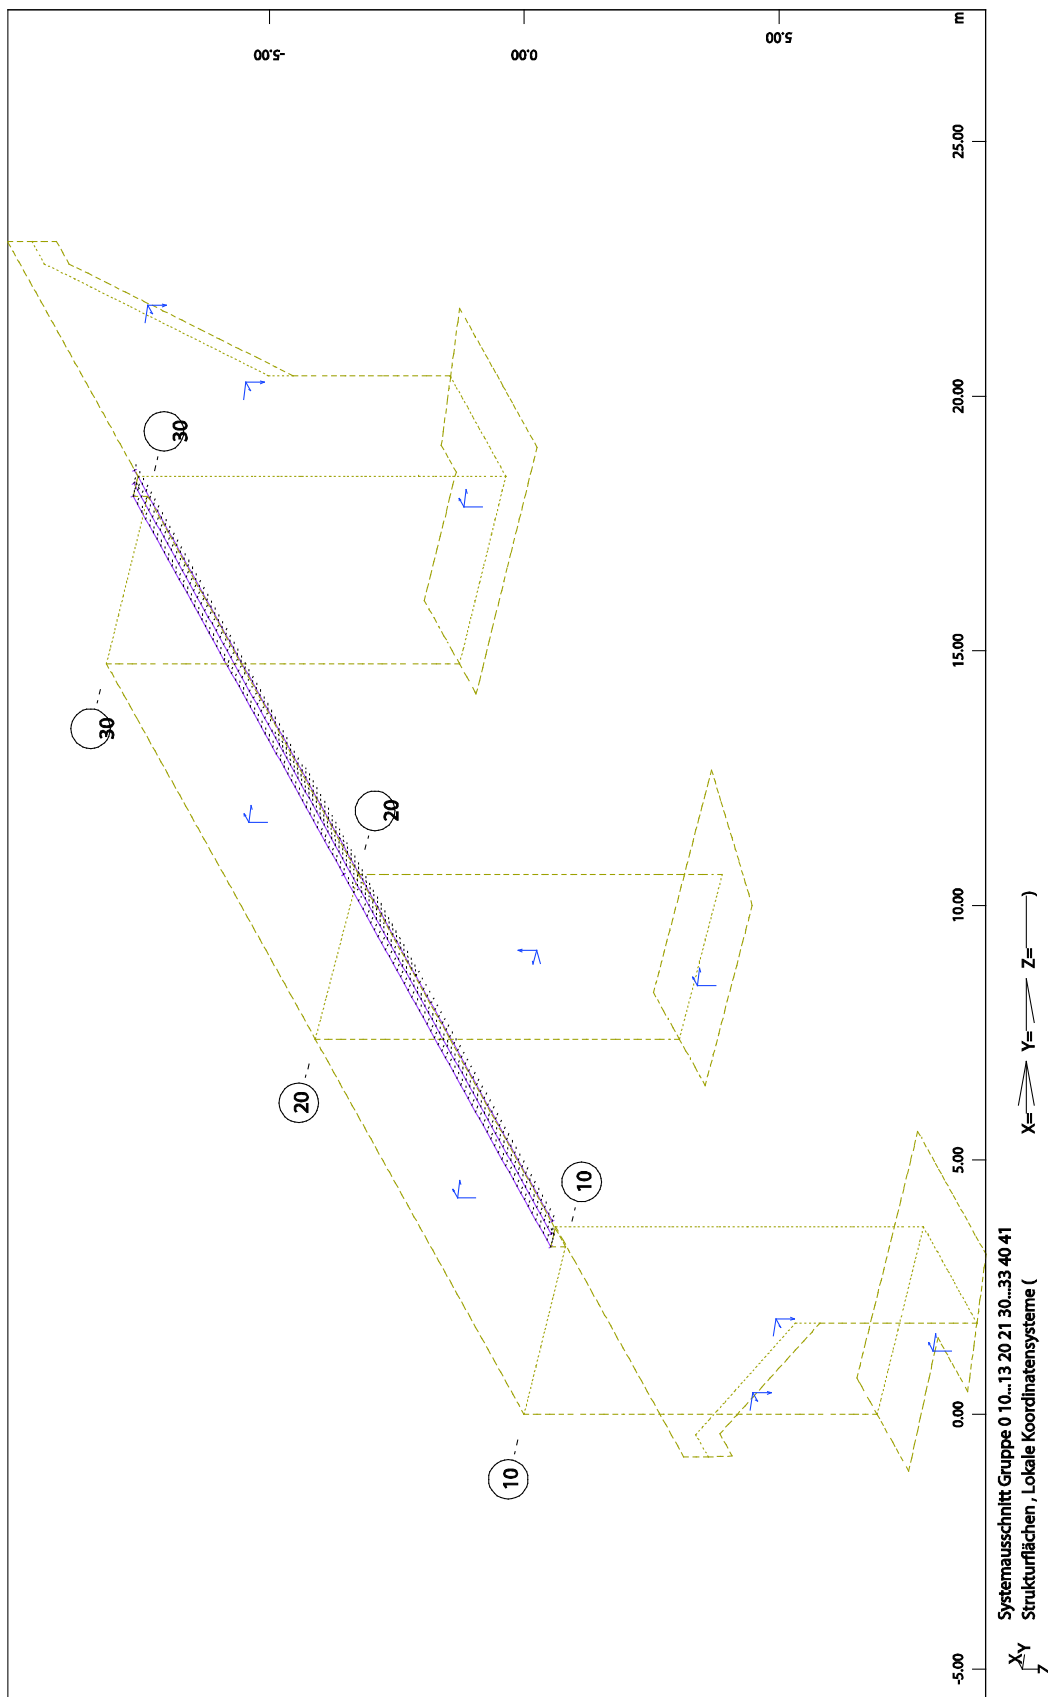 -5.00
0.00
5.00
m
30
30
20
20
10
10
-5.00
0.00
5.00
10.00
15.00
20.00
25.00
X
Y
Z
Systemausschnitt Gruppe 0 10...13 20 21 30...33 40 41
Strukturflächen , Lokale Koordinatensysteme ( X= Y= Z= )